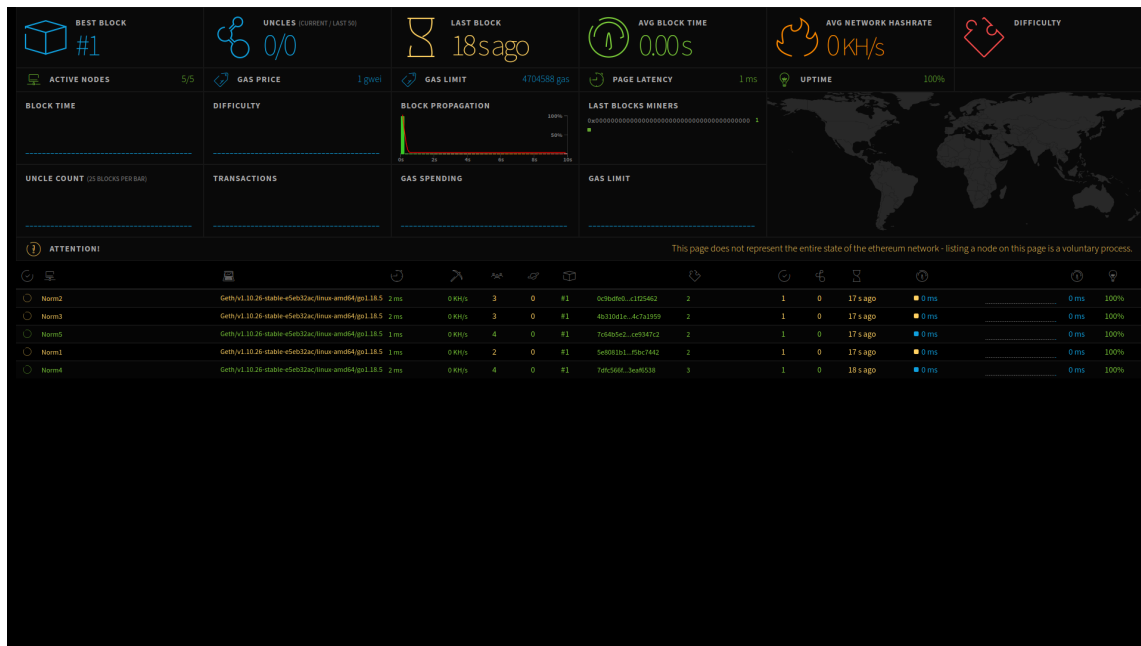 BEST BLOCK
#1
UNCLES (CURRENT / LAST 50)
0/0
LAST BLOCK
18 s ago
AVG BLOCK TIME
0.00 s
AVG NETWORK HASHRATE
0 KH/s
DIFFICULTY
ACTIVE NODES 5/5
GAS PRICE 1 gwei
GAS LIMIT 4704588 gas
PAGE LATENCY 1 ms
UPTIME 100%
BLOCK TIME
DIFFICULTY
BLOCK PROPAGATION
100%
50%
0s 2s 4s 6s 8s 10s
LAST BLOCKS MINERS
0x0000000000000000000000000000000000000000 1
UNCLE COUNT (25 BLOCKS PER BAR)
TRANSACTIONS
GAS SPENDING
GAS LIMIT
ATTENTION!
This page does not represent the entire state of the ethereum network - listing a node on this page is a voluntary process.
Norm2 Geth/v1.10.26-stable-e5eb32ac/linux-amd64/go1.18.5 2 ms 0 KH/s 3 0 #1 0c9bdfe0...c1f25462 2 1 0 17 s ago 0 ms 0 ms 100%
Norm3 Geth/v1.10.26-stable-e5eb32ac/linux-amd64/go1.18.5 2 ms 0 KH/s 3 0 #1 4b310d1e...4c7a1959 2 1 0 17 s ago 0 ms 0 ms 100%
Norm5 Geth/v1.10.26-stable-e5eb32ac/linux-amd64/go1.18.5 1 ms 0 KH/s 4 0 #1 7c64b5e2...ce9347c2 2 1 0 17 s ago 0 ms 0 ms 100%
Norm1 Geth/v1.10.26-stable-e5eb32ac/linux-amd64/go1.18.5 1 ms 0 KH/s 2 0 #1 5e8081b1...f5bc7442 2 1 0 17 s ago 0 ms 0 ms 100%
Norm4 Geth/v1.10.26-stable-e5eb32ac/linux-amd64/go1.18.5 2 ms 0 KH/s 4 0 #1 7dfc566f...3eaf6538 3 1 0 18 s ago 0 ms 0 ms 100%